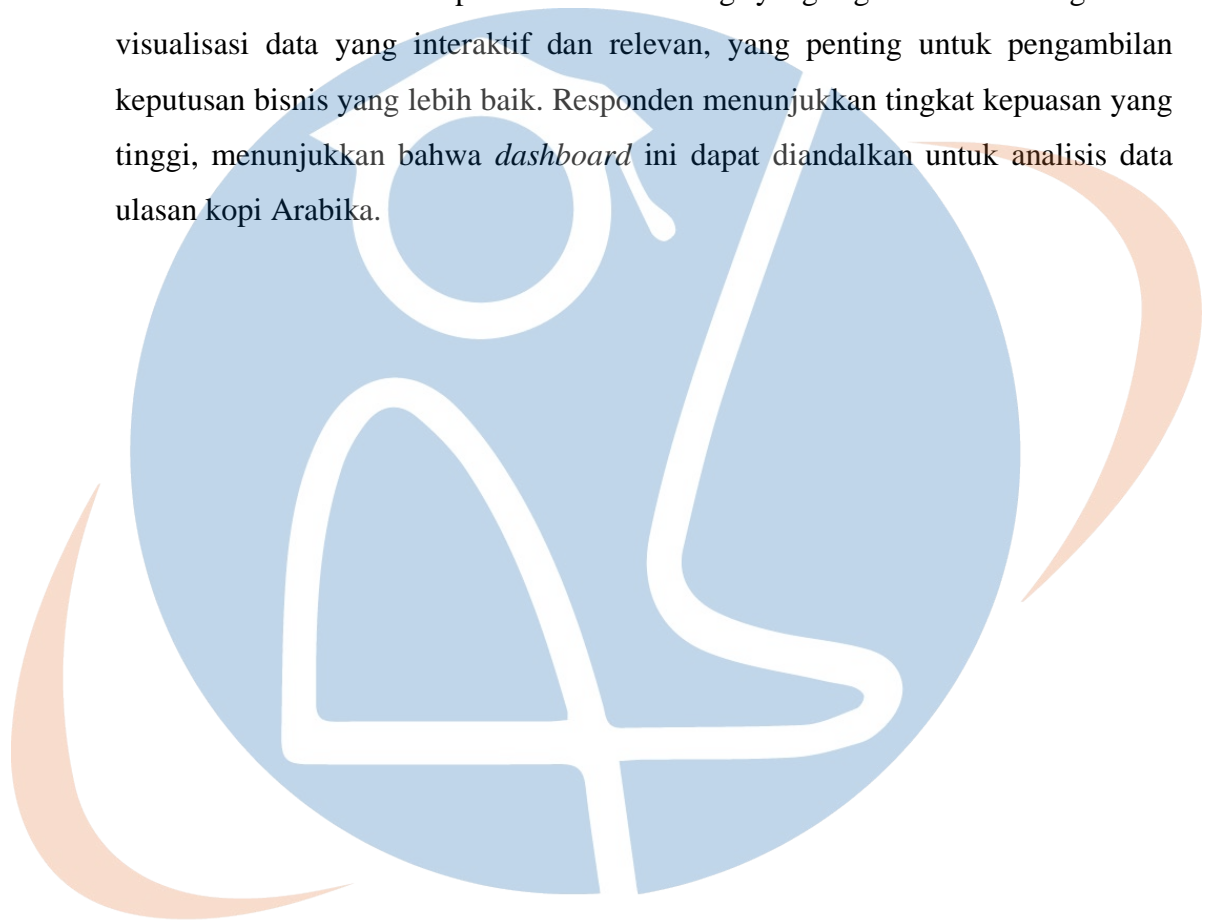 visualisasi data yang interaktif dan relevan, yang penting untuk pengambilan
keputusan bisnis yang lebih baik. Responden menunjukkan tingkat kepuasan yang
tinggi, menunjukkan bahwa dashboard ini dapat diandalkan untuk analisis data
ulasan kopi Arabika.